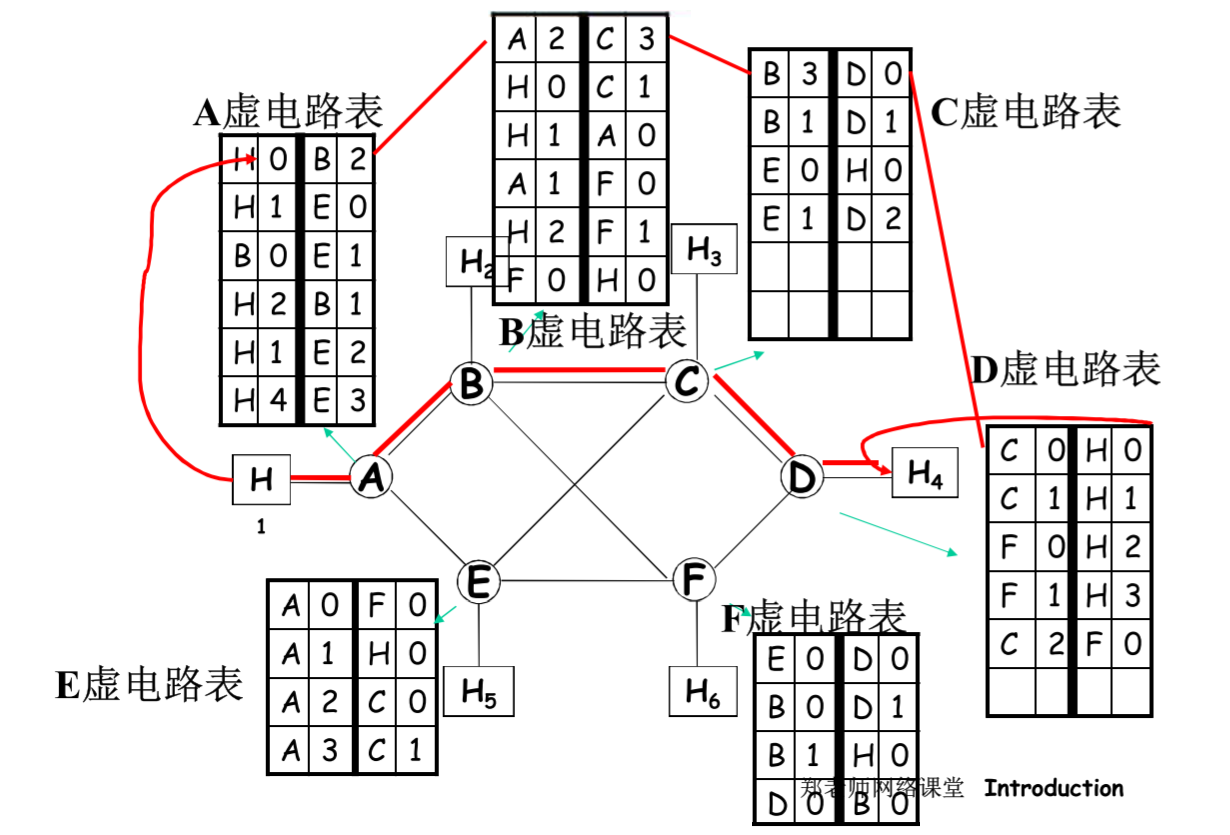 A虚电路表
H 0 B 2
H 1 E 0
B 0 E 1
H 2 B 1
H 1 E 2
H 4 E 3
A 2 C 3
H 0 C 1
H 1 A 0
A 1 F 0
H 2 F 1
F 0 H 0
B虚电路表
B 3 D 0
B 1 D 1
E 0 H 0
E 1 D 2
C虚电路表
H2
H3
B
C
D虚电路表
C 0 H 0
C 1 H 1
F 0 H 2
F 1 H 3
C 2 F 0
H
1
A
D
H4
E
F
E虚电路表
A 0 F 0
A 1 H 0
A 2 C 0
A 3 C 1
H5
H6
F虚电路表
E 0 D 0
B 0 D 1
B 1 H 0
D 0 B 0
郑老师网络课堂 Introduction